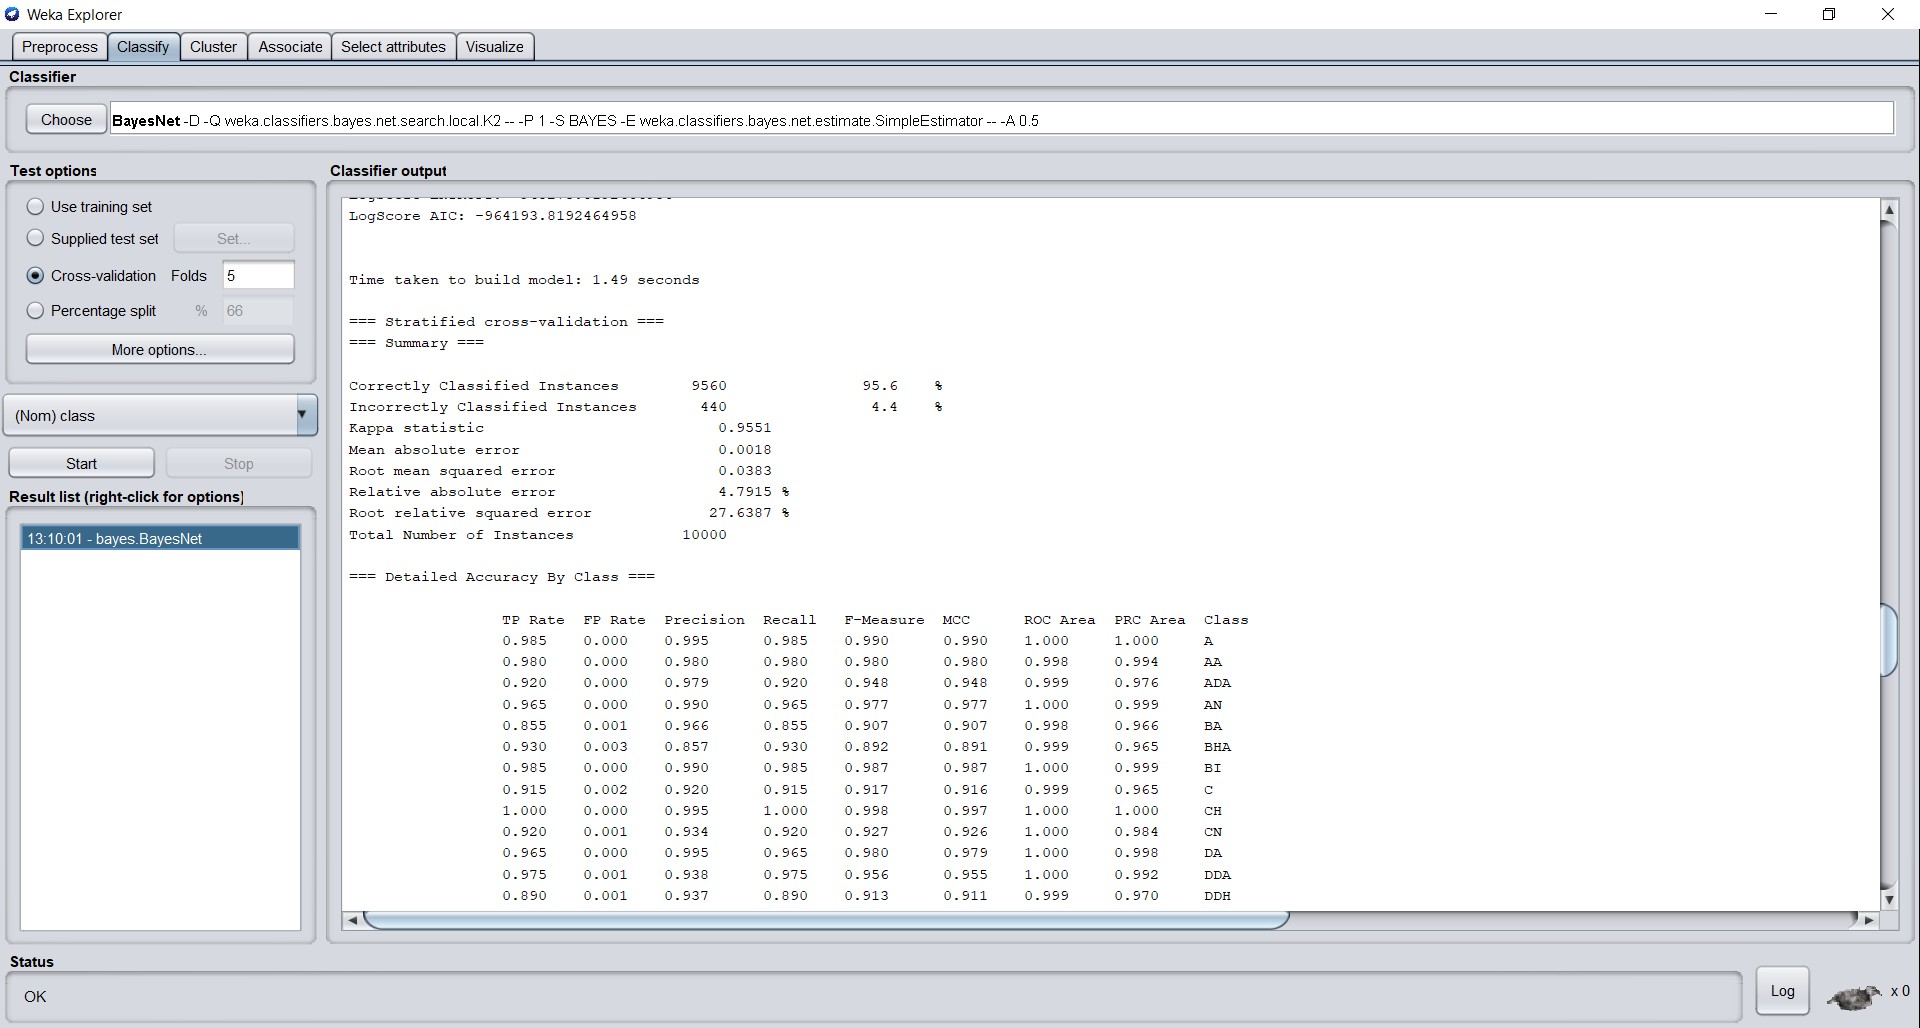 Weka Explorer
Preprocess Classify Cluster Associate Select attributes Visualize
Classifier
Choose BayesNet -D -Q weka.classifiers.bayes.net.search.local.K2 -- -P 1 -S BAYES -E weka.classifiers.bayes.net.estimate.SimpleEstimator -- -A 0.5
Test options
Use training set
Supplied test set Set...
Cross-validation Folds 5
Percentage split % 66
More options...
(Nom) class
Start Stop
Result list (right-click for options)
13:10:01 - bayes.BayesNet
Classifier output
LogScore AIC: -964193.8192464958
Time taken to build model: 1.49 seconds
=== Stratified cross-validation ===
=== Summary ===
Correctly Classified Instances 9560 95.6 %
Incorrectly Classified Instances 440 4.4 %
Kappa statistic 0.9551
Mean absolute error 0.0018
Root mean squared error 0.0383
Relative absolute error 4.7915 %
Root relative squared error 27.6387 %
Total Number of Instances 10000
=== Detailed Accuracy By Class ===
TP Rate FP Rate Precision Recall F-Measure MCC ROC Area PRC Area Class
0.985 0.000 0.995 0.985 0.990 0.990 1.000 1.000 A
0.980 0.000 0.980 0.980 0.980 0.980 0.998 0.994 AA
0.920 0.000 0.979 0.920 0.948 0.948 0.999 0.976 ADA
0.965 0.000 0.990 0.965 0.977 0.977 1.000 0.999 AN
0.855 0.001 0.966 0.855 0.907 0.907 0.998 0.966 BA
0.930 0.003 0.857 0.930 0.892 0.891 0.999 0.965 BHA
0.985 0.000 0.990 0.985 0.987 0.987 1.000 0.999 BI
0.915 0.002 0.920 0.915 0.917 0.916 0.999 0.965 C
1.000 0.000 0.995 1.000 0.998 0.997 1.000 1.000 CH
0.920 0.001 0.934 0.920 0.927 0.926 1.000 0.984 CN
0.965 0.000 0.995 0.965 0.980 0.979 1.000 0.998 DA
0.975 0.001 0.938 0.975 0.956 0.955 1.000 0.992 DDA
0.890 0.001 0.937 0.890 0.913 0.911 0.999 0.970 DDH
Status
OK
Log x 0